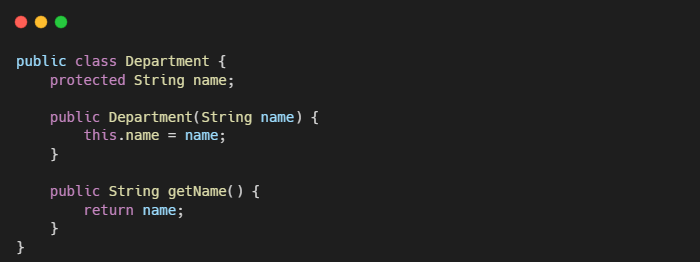 public class Department {
    protected String name;

    public Department(String name) {
        this.name = name;
    }

    public String getName() {
        return name;
    }
}